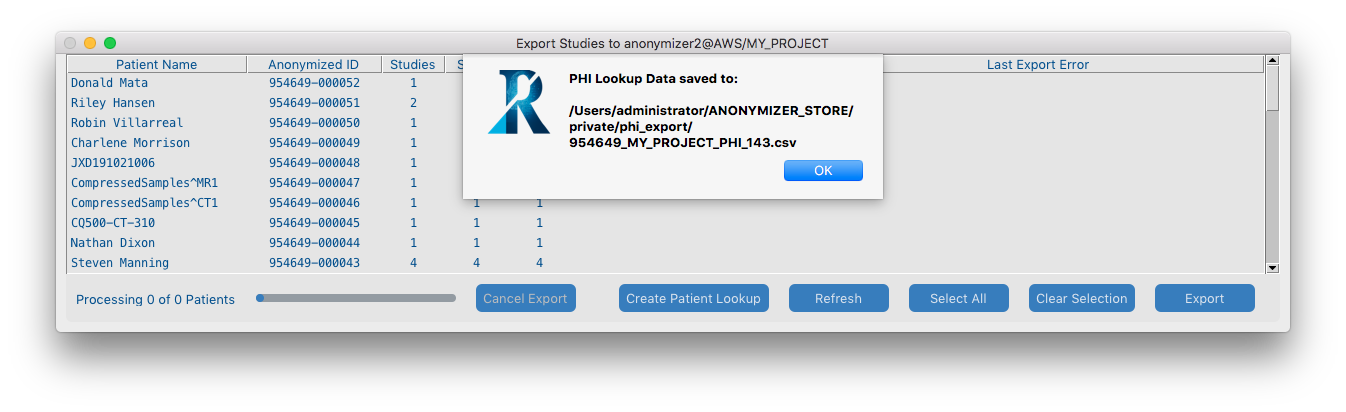 Export Studies to anonymizer2@AWS/MY_PROJECT
Patient Name Anonymized ID Studies S Last Export Error
Donald Mata 954649-000052 1
Riley Hansen 954649-000051 2
Robin Villarreal 954649-000050 1
Charlene Morrison 954649-000049 1
JXD191021006 954649-000048 1
CompressedSamples^MR1 954649-000047 1
CompressedSamples^CT1 954649-000046 1 1 1
CQ500-CT-310 954649-000045 1 1 1
Nathan Dixon 954649-000044 1 1 1
Steven Manning 954649-000043 4 4 4
PHI Lookup Data saved to:
/Users/administrator/ANONYMIZER_STORE/
private/phi_export/
954649_MY_PROJECT_PHI_143.csv
OK
Processing 0 of 0 Patients Cancel Export Create Patient Lookup Refresh Select All Clear Selection Export